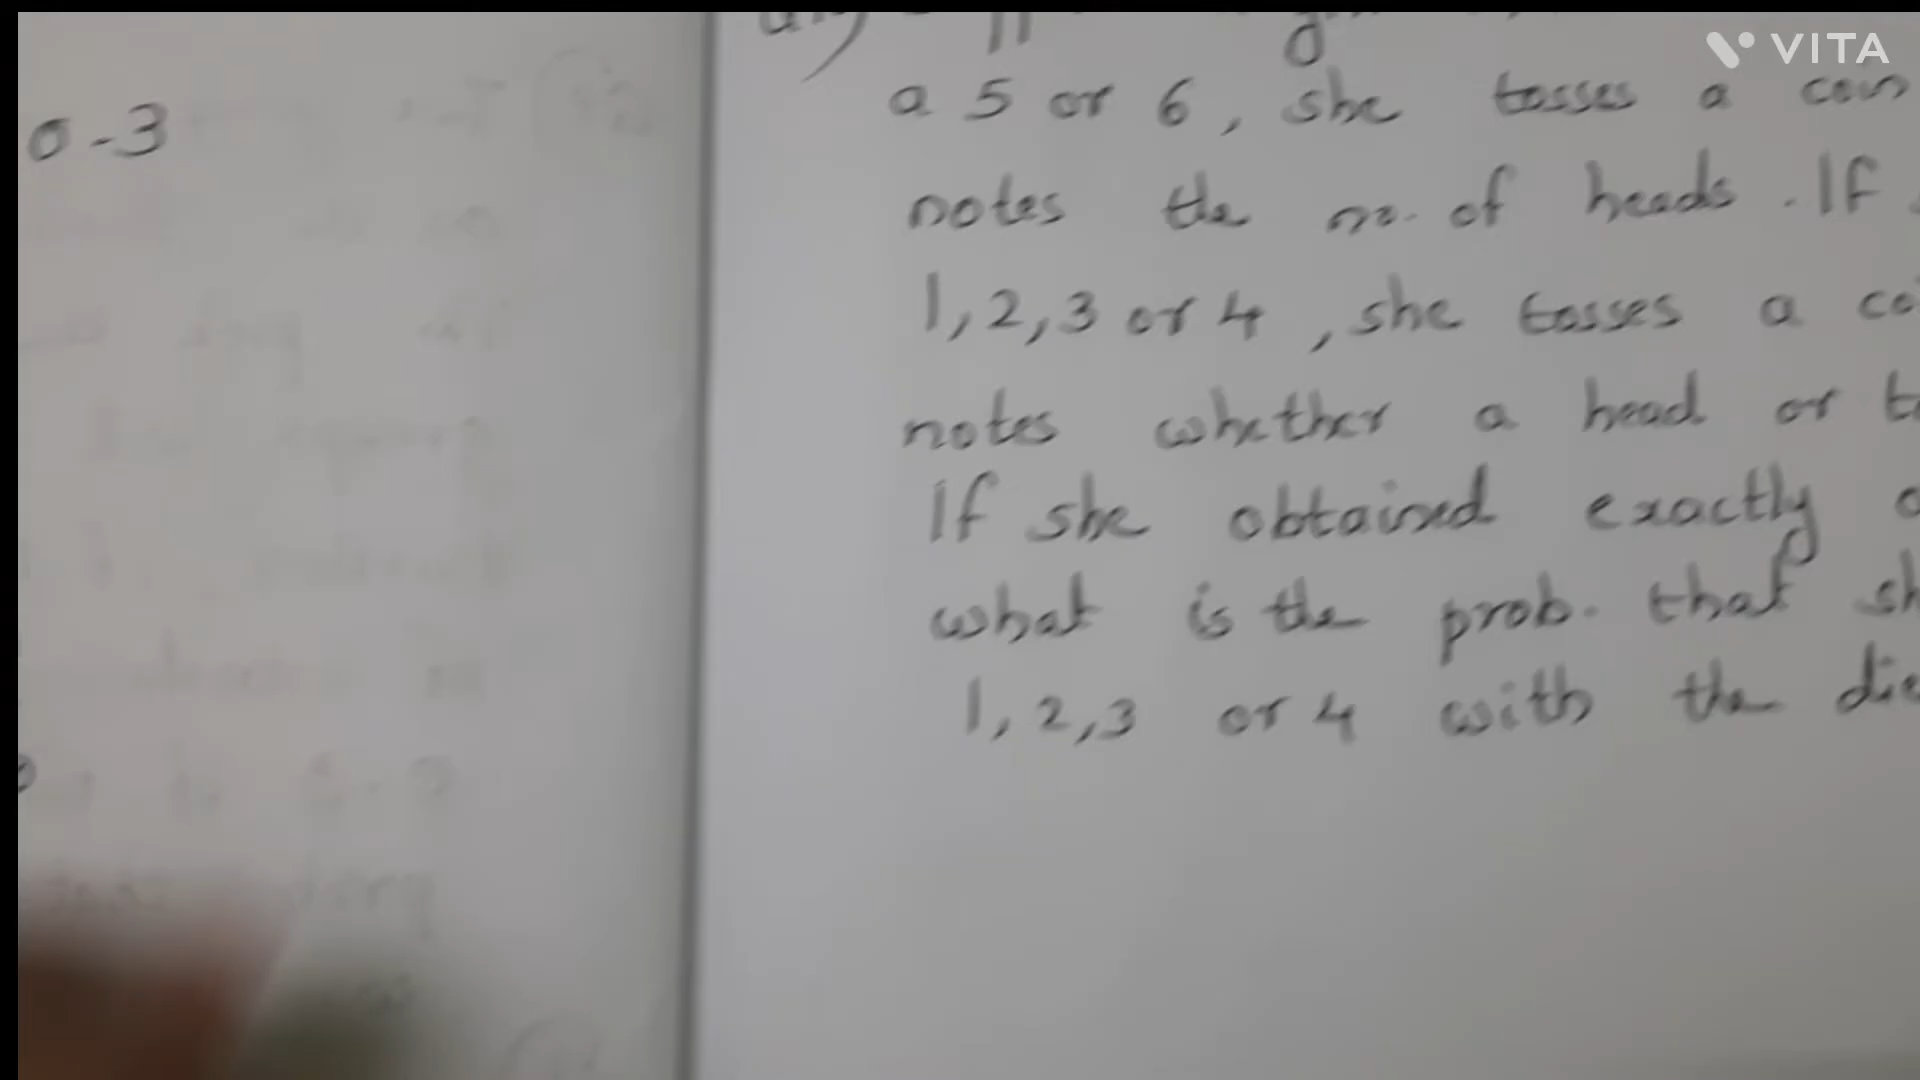 VITA
0-3
a 5 or 6, she tosses a coin
notes the no. of heads. If
1,2,3 or 4, she tosses a
notes whether a head or
If she obtained exactly
what is the prob. that
1,2,3 or 4 with the die